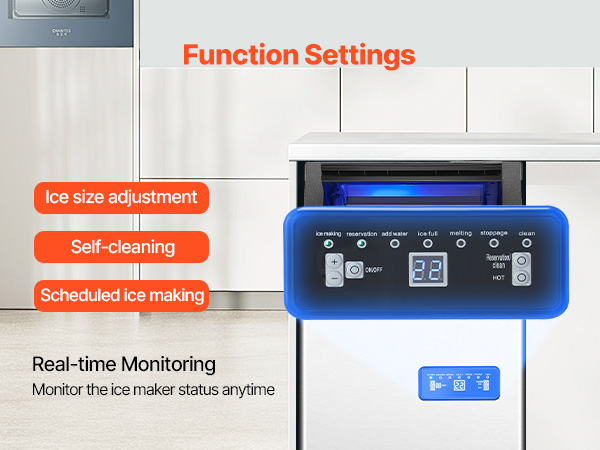 Function Settings
Ice size adjustment
Self-cleaning
Scheduled ice making
Real-time Monitoring
Monitor the ice maker status anytime
ice making reservation add water ice full melting stoppage clean
+
−
ON/OFF
Reservation/
clean
HOT